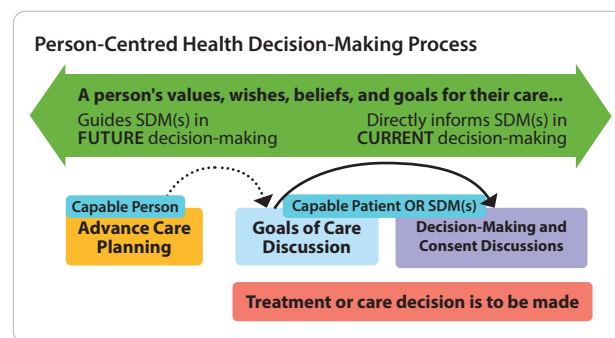 Person-Centred Health Decision-Making Process
A person's values, wishes, beliefs, and goals for their care...
Guides SDM(s) in
FUTURE decision-making
Directly informs SDM(s) in
CURRENT decision-making
Capable Person
Advance Care
Planning
Capable Patient OR SDM(s)
Goals of Care
Discussion
Decision-Making and
Consent Discussions
Treatment or care decision is to be made